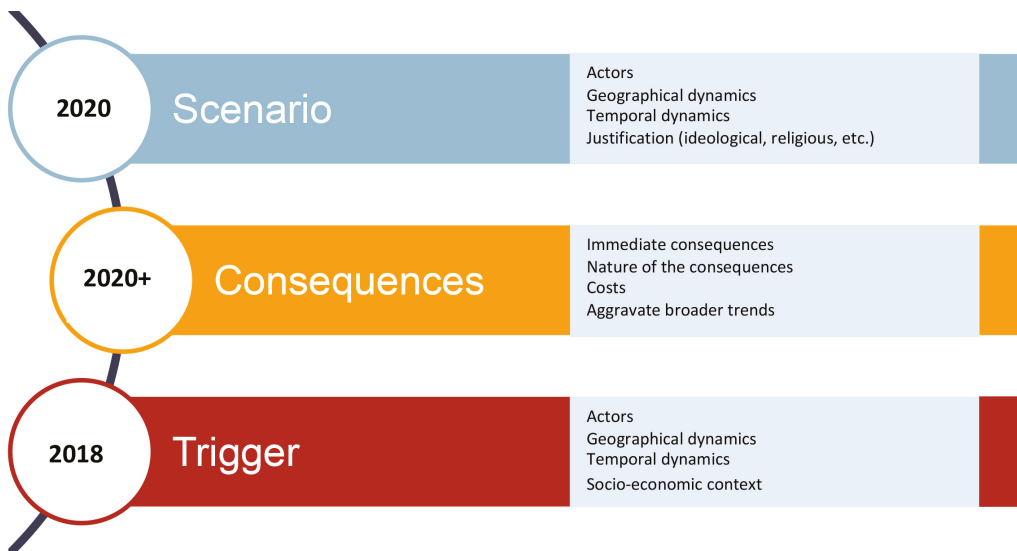 2020
Scenario
Actors
Geographical dynamics
Temporal dynamics
Justification (ideological, religious, etc.)
2020+
Consequences
Immediate consequences
Nature of the consequences
Costs
Aggravate broader trends
2018
Trigger
Actors
Geographical dynamics
Temporal dynamics
Socio-economic context